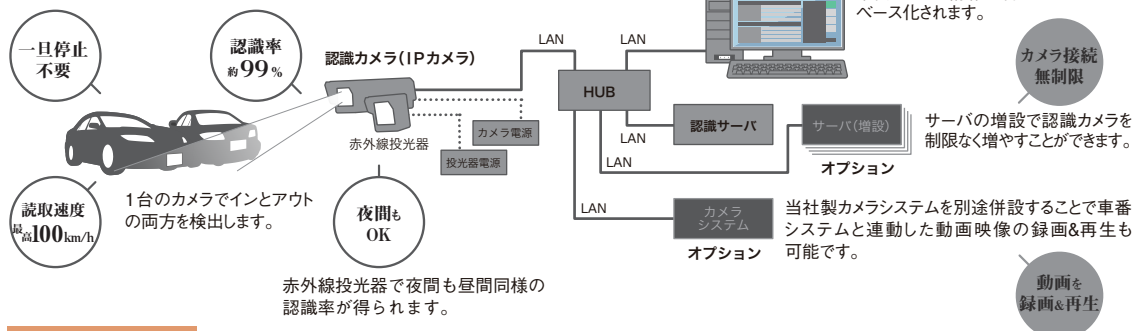 ベース化されます。
一旦停止
不要
認識率
約99%
認識カメラ(IPカメラ)
LAN
LAN
カメラ接続
無制限
HUB
カメラ電源
赤外線投光器
投光器電源
LAN
認識サーバ
サーバ(増設)
オプション
サーバの増設で認識カメラを
制限なく増やすことができます。
LAN
読取速度
最高100km/h
1台のカメラでインとアウト
の両方を検出します。
夜間も
OK
LAN
カメラ
システム
オプション
当社製カメラシステムを別途併設することで車番
システムと連動した動画映像の録画&再生も
可能です。
赤外線投光器で夜間も昼間同様の
認識率が得られます。
動画を
録画&再生